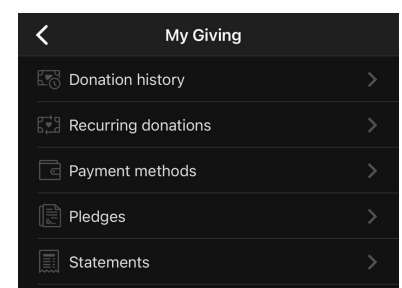 My Giving
Donation history
Recurring donations
Payment methods
Pledges
Statements